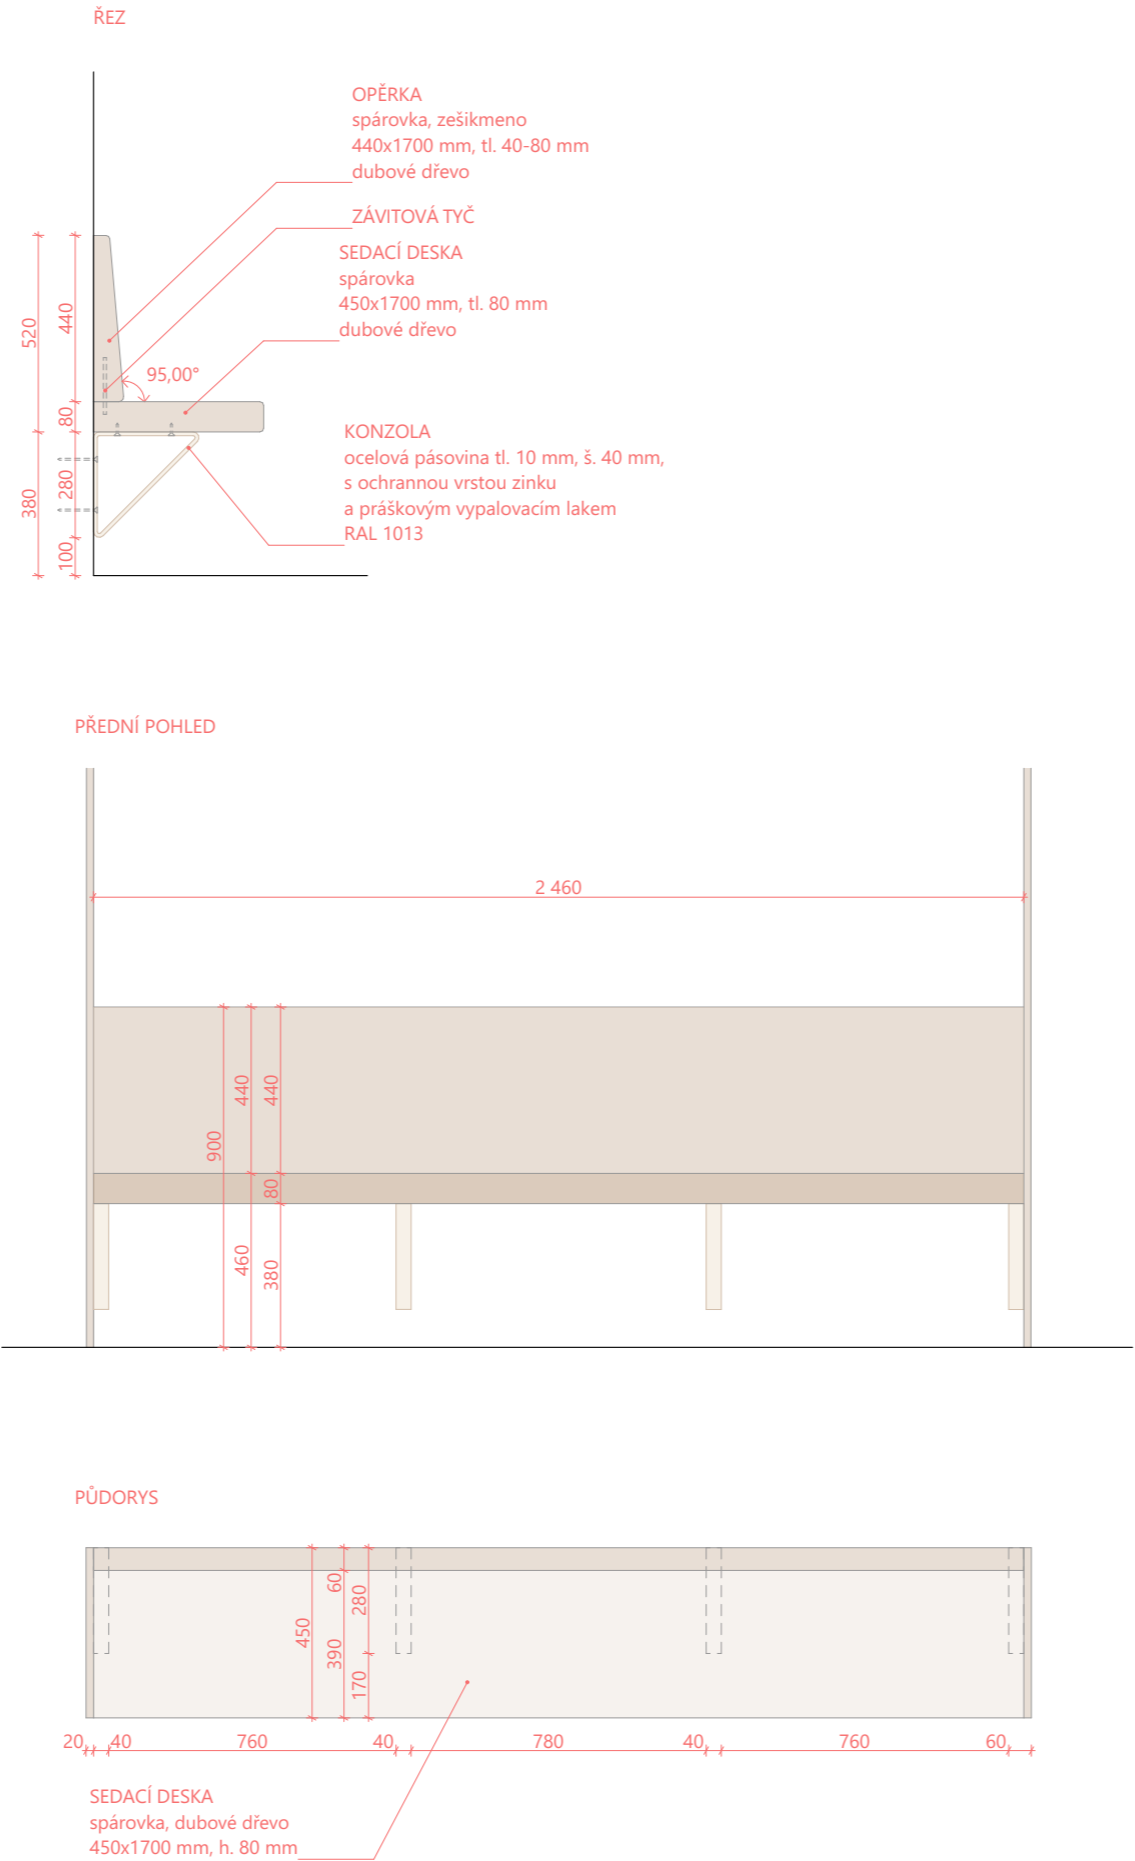 ŘEZ
OPĚRKA
spárovka, zešikmeno
440x1700 mm, tl. 40-80 mm
dubové dřevo
ZÁVITOVÁ TYČ
SEDACÍ DESKA
spárovka
450x1700 mm, tl. 80 mm
dubové dřevo
95,00°
520
440
80
380
280
100
KONZOLA
ocelová pásovina tl. 10 mm, š. 40 mm,
s ochrannou vrstou zinku
a práškovým vypalovacím lakem
RAL 1013
PŘEDNÍ POHLED
2 460
900
440
440
80
460
380
PŮDORYS
450
60
390
280
170
20 40 760 40 780 40 760 60
SEDACÍ DESKA
spárovka, dubové dřevo
450x1700 mm, h. 80 mm